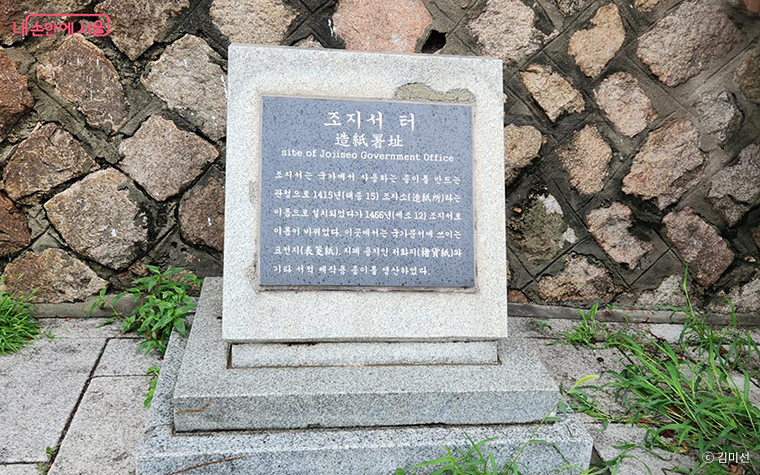 내 손안에 서울
조지서 터
造紙署址
site of Jojiseo Government Office
조지서는 국가에서 사용하는 종이를 만드는
관청으로 1415년(태종 15) 조지소(造紙所)라는
이름으로 설치되었다가 1466년(세조 12) 조지서로
이름이 바뀌었다. 이곳에서는 국가문서에 쓰이는
표전지(表箋紙), 지폐 용지인 저화지(楮貨紙)와
기타 서적 제작용 종이를 생산하였다.
ⓒ 김미선